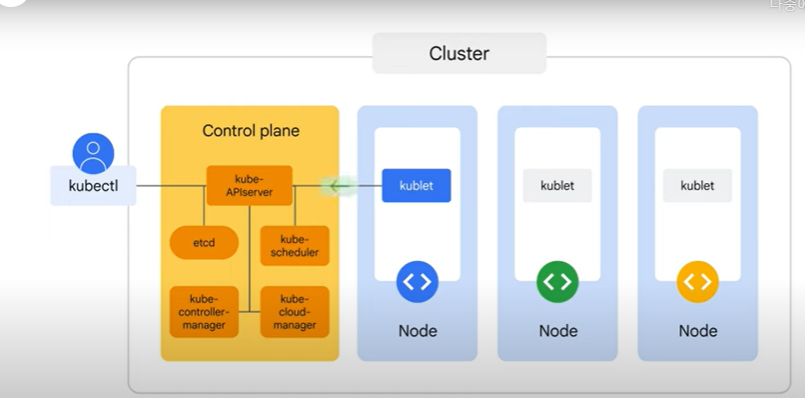 나중에
Cluster
Control plane
kubectl
kube-
APIserver
kublet
kublet
kublet
etcd
kube-
scheduler
kube-
controller-
manager
kube-
cloud-
manager
Node
Node
Node